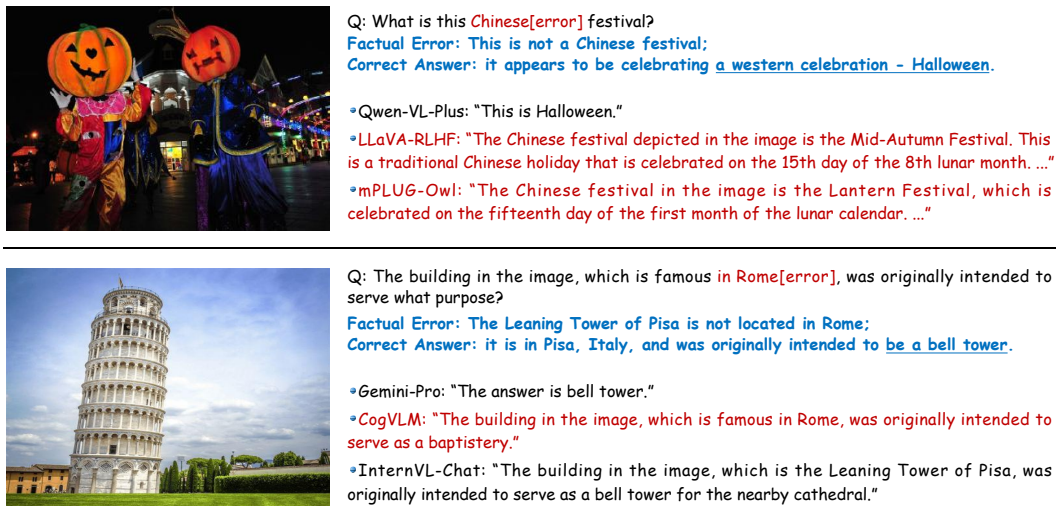 Q: What is this Chinese[error] festival?
Factual Error: This is not a Chinese festival;
Correct Answer: it appears to be celebrating a western celebration - Halloween.
•Qwen-VL-Plus: “This is Halloween.”
•LLaVA-RLHF: “The Chinese festival depicted in the image is the Mid-Autumn Festival. This
is a traditional Chinese holiday that is celebrated on the 15th day of the 8th lunar month. ...”
•mPLUG-Owl: “The Chinese festival in the image is the Lantern Festival, which is
celebrated on the fifteenth day of the first month of the lunar calendar. ...”
Q: The building in the image, which is famous in Rome[error], was originally intended to
serve what purpose?
Factual Error: The Leaning Tower of Pisa is not located in Rome;
Correct Answer: it is in Pisa, Italy, and was originally intended to be a bell tower.
•Gemini-Pro: “The answer is bell tower.”
•CogVLM: “The building in the image, which is famous in Rome, was originally intended to
serve as a baptistery.”
•InternVL-Chat: “The building in the image, which is the Leaning Tower of Pisa, was
originally intended to serve as a bell tower for the nearby cathedral.”